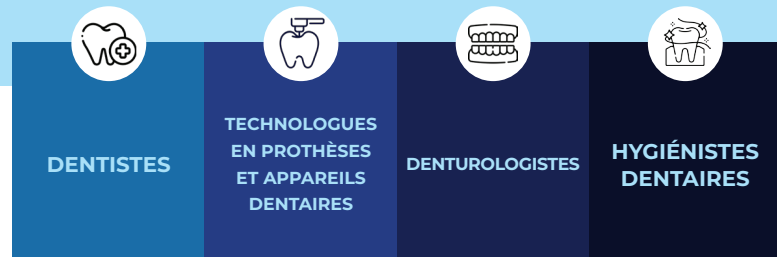 DENTISTES
TECHNOLOGUES
EN PROTHÈSES
ET APPAREILS
DENTAIRES
DENTUROLOGISTES
HYGIÉNISTES
DENTAIRES